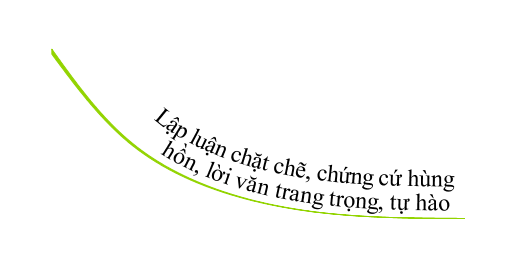 Lập luận chặt chẽ, chứng cứ hùng
hồn, lời văn trang trọng, tự hào